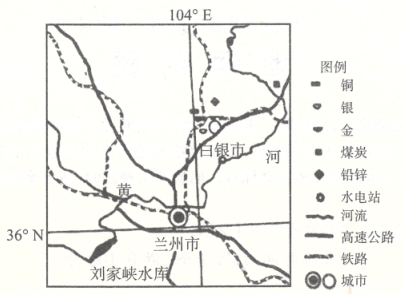 104° E
白银市
河
黄
36° N
兰州市
刘家峡水库
图例
铜
银
金
煤炭
铅锌
水电站
河流
高速公路
铁路
城市